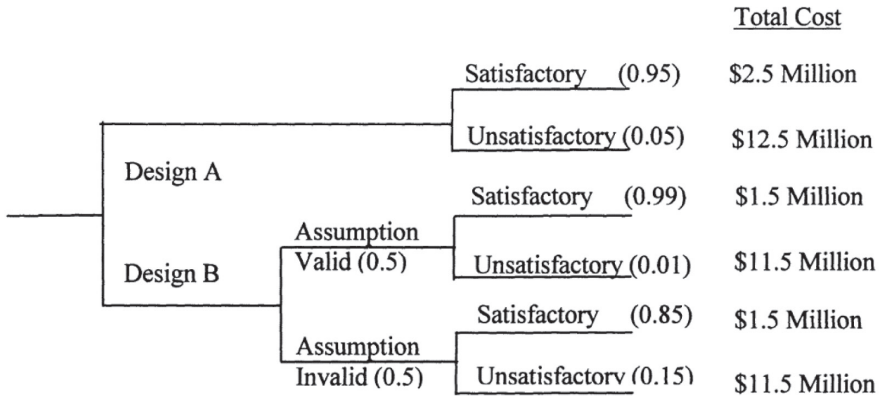 Total Cost
Satisfactory (0.95) $2.5 Million
Unsatisfactory (0.05) $12.5 Million
Design A
Satisfactory (0.99) $1.5 Million
Assumption
Valid (0.5)
Unsatisfactory (0.01) $11.5 Million
Design B
Satisfactory (0.85) $1.5 Million
Assumption
Invalid (0.5)
Unsatisfactory (0.15) $11.5 Million